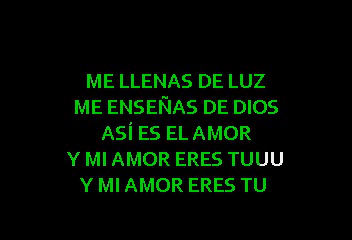 ME LLENAS DE LUZ
ME ENSEÑAS DE DIOS
ASÍ ES EL AMOR
Y MI AMOR ERES TUUUU
Y MI AMOR ERES TU